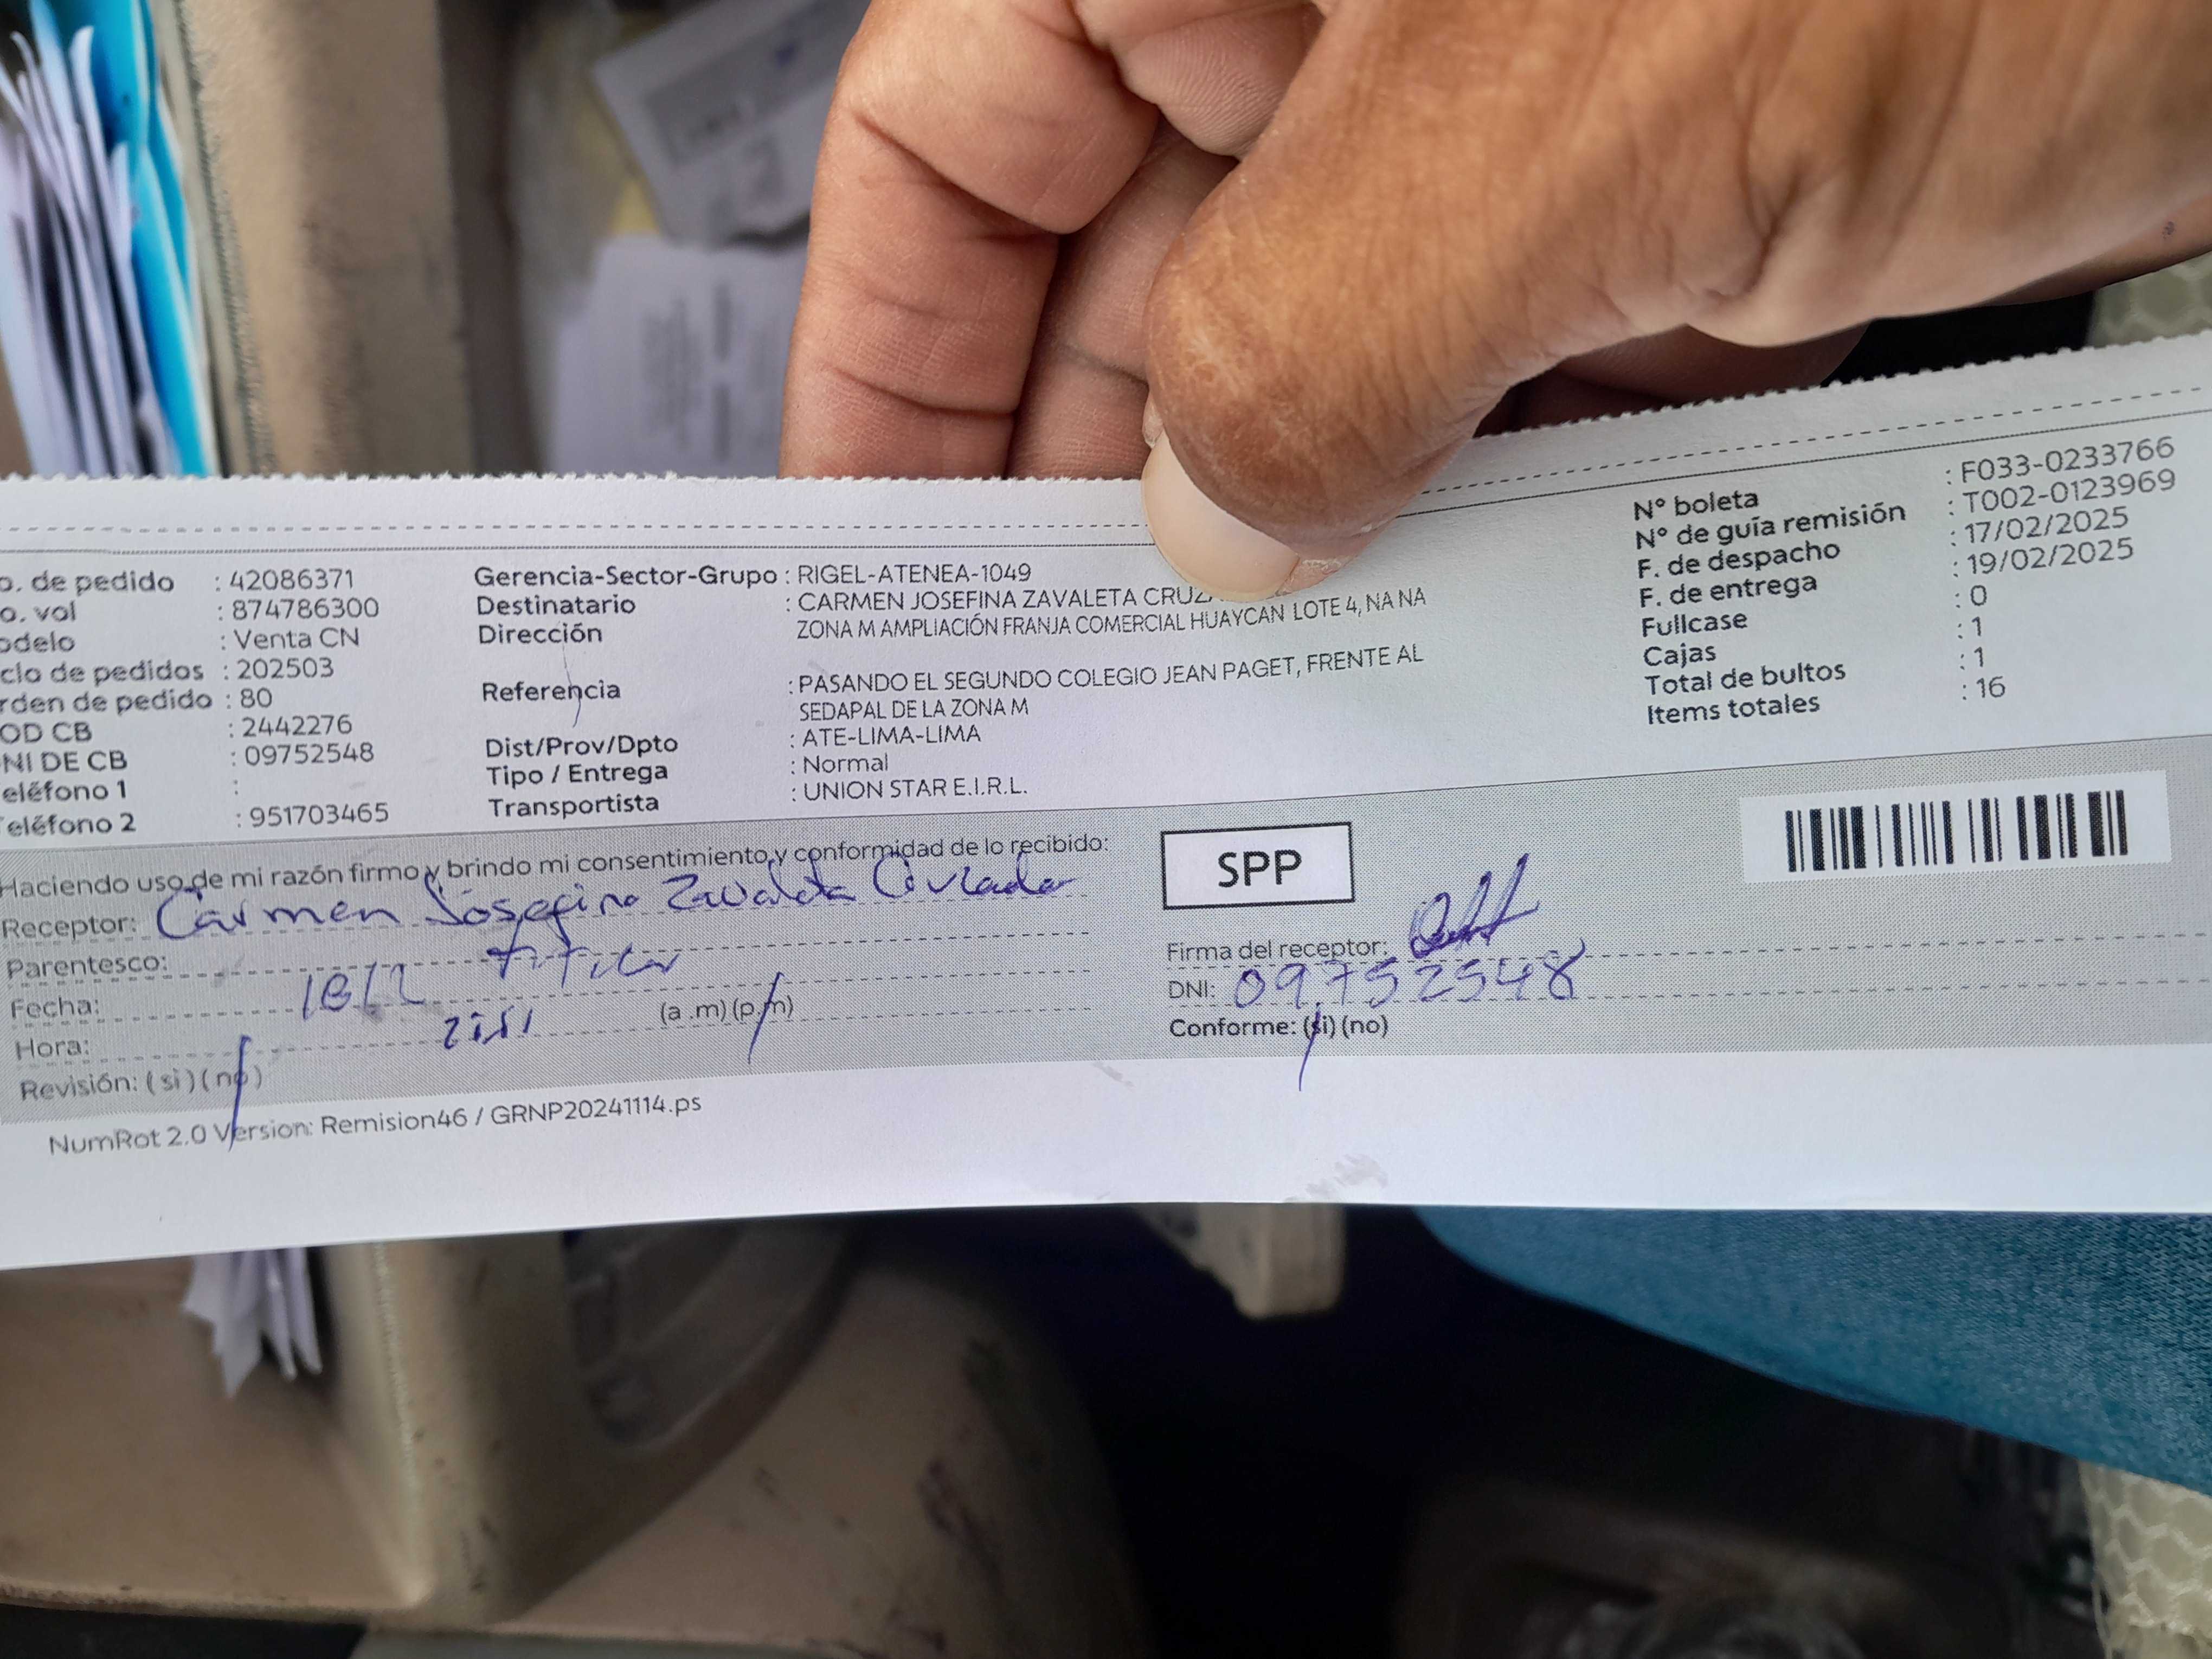 o. de pedido : 42086371
o. val : 874786300
odelo : Venta CN
clo de pedidos : 202503
rden de pedido : 80
OD CB : 2442276
NI DE CB : 09752548
eléfono 1 :
eléfono 2 : 951703465
Gerencia-Sector-Grupo : RIGEL-ATENEA-1049
Destinatario : CARMEN JOSEFINA ZAVALETA CRUZ
Dirección : ZONA M AMPLIACIÓN FRANJA COMERCIAL HUAYCAN LOTE 4, NA NA
Referencia : PASANDO EL SEGUNDO COLEGIO JEAN PAGET, FRENTE AL
SEDAPAL DE LA ZONA M
Dist/Prov/Dpto : ATE-LIMA-LIMA
Tipo / Entrega : Normal
Transportista : UNION STAR E.I.R.L.
N° boleta : F033-0233766
N° de guía remisión : T002-0123969
F. de despacho : 17/02/2025
F. de entrega : 19/02/2025
Fullcase : 0
Cajas : 1
Total de bultos : 1
Items totales : 16
Haciendo uso de mi razón firmo y brindo mi consentimiento y conformidad de lo recibido:
Receptor: Carmen Josefina Zavaleta
Parentesco: titular
Fecha:
Hora: (a .m) (p.m)
Revisión: ( si ) ( no )
SPP
Firma del receptor:
DNI: 09752548
Conforme: (si) (no)
NumRot 2.0 Version: Remision46 / GRNP20241114.ps